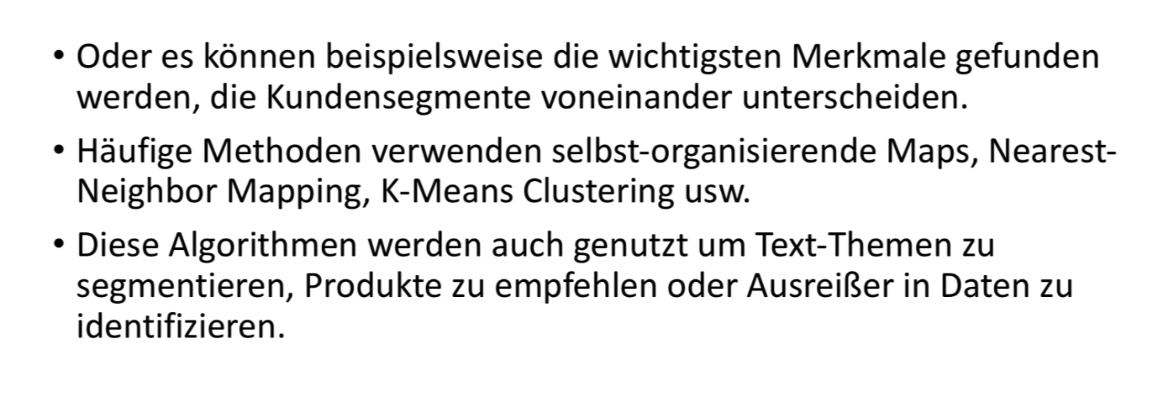 • Oder es können beispielsweise die wichtigsten Merkmale gefunden
werden, die Kundensegmente voneinander unterscheiden.
• Häufige Methoden verwenden selbst-organisierende Maps, Nearest-
Neighbor Mapping, K-Means Clustering usw.
• Diese Algorithmen werden auch genutzt um Text-Themen zu
segmentieren, Produkte zu empfehlen oder Ausreißer in Daten zu
identifizieren.